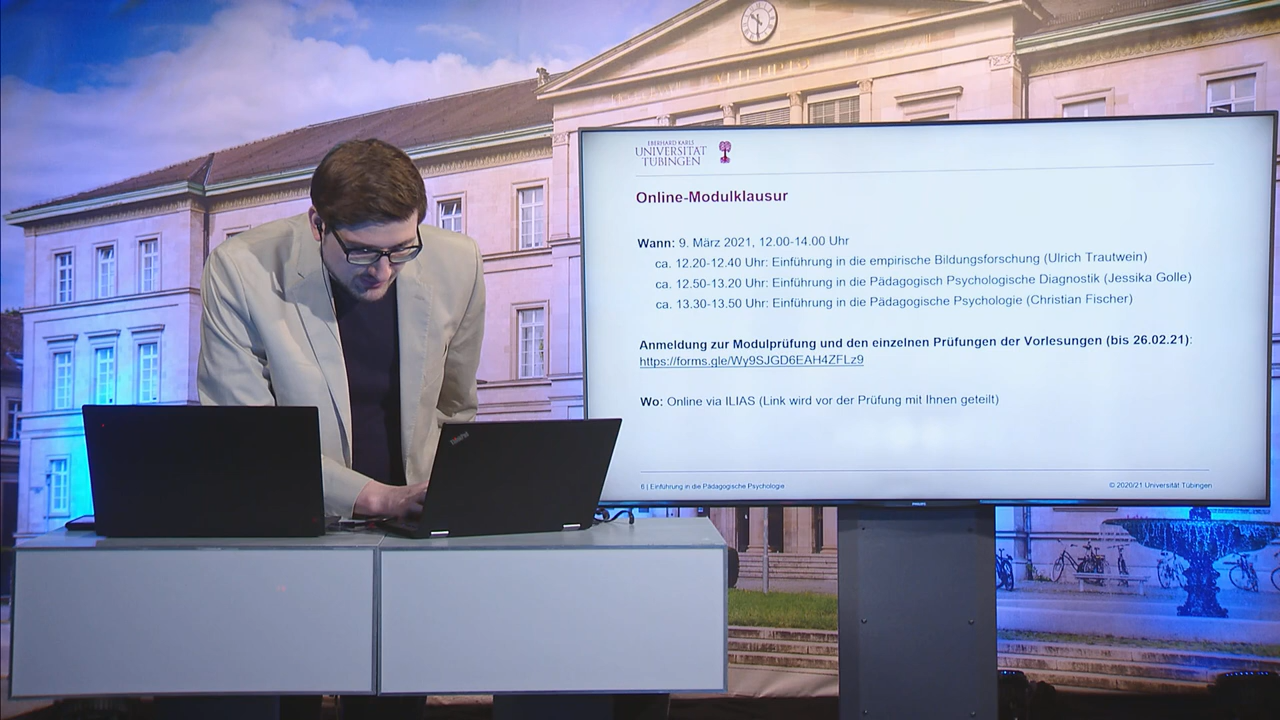 EBERHARD KARLS
UNIVERSITÄT
TÜBINGEN
Online-Modulklausur
Wann: 9. März 2021, 12.00-14.00 Uhr
ca. 12.20-12.40 Uhr: Einführung in die empirische Bildungsforschung (Ulrich Trautwein)
ca. 12.50-13.20 Uhr: Einführung in die Pädagogisch Psychologische Diagnostik (Jessika Golle)
ca. 13.30-13.50 Uhr: Einführung in die Pädagogische Psychologie (Christian Fischer)
Anmeldung zur Modulprüfung und den einzelnen Prüfungen der Vorlesungen (bis 26.02.21):
https://forms.gle/Wy9SJGD6EAH4ZFLz9
Wo: Online via ILIAS (Link wird vor der Prüfung mit Ihnen geteilt)
6 | Einführung in die Pädagogische Psychologie
© 2020/21 Universität Tübingen
PHILIPS
ThinkPad